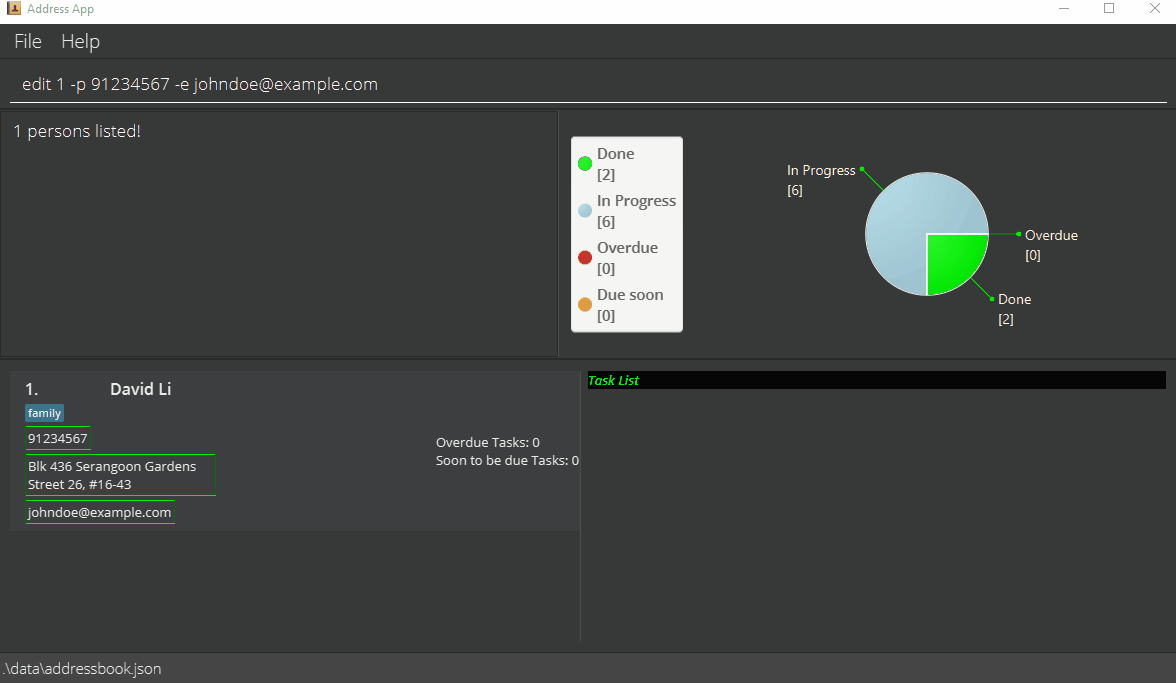 Address App
File Help
edit 1 -p 91234567 -e johndoe@example.com
1 persons listed!
Done
[2]
In Progress
[6]
Overdue
[0]
Due soon
[0]
In Progress
[6]
Overdue
[0]
Done
[2]
1. David Li
family
91234567
Blk 436 Serangoon Gardens
Street 26, #16-43
johndoe@example.com
Overdue Tasks: 0
Soon to be due Tasks: 0
Task List
.\data\addressbook.json